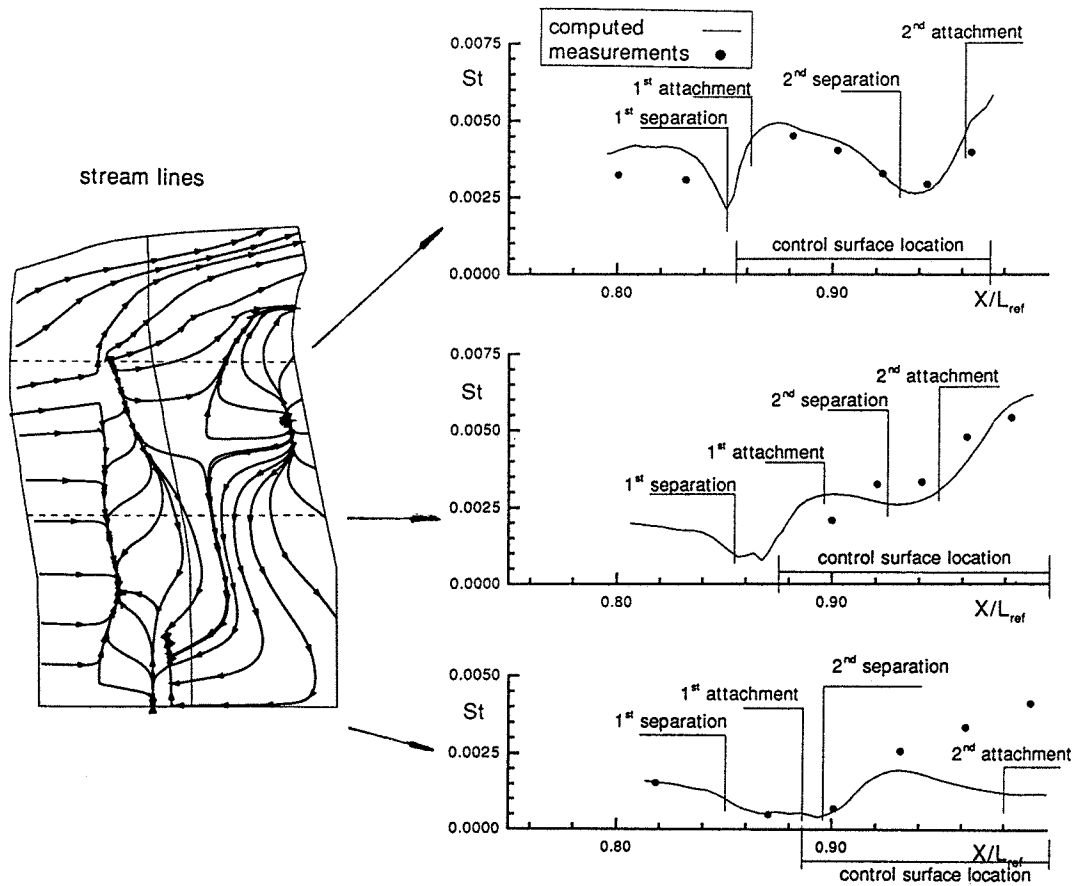 stream lines
computed
measurements
0.0075
St
0.0050
0.0025
0.0000
1st separation
1st attachment
2nd separation
2nd attachment
control surface location
0.80
0.90
X/Lref
0.0075
St
0.0050
0.0025
0.0000
1st separation
1st attachment
2nd separation
2nd attachment
control surface location
0.80
0.90
X/Lref
0.0050
St
0.0025
0.0000
1st separation
1st attachment
2nd separation
2nd attachment
0.80
0.90
X/Lref
control surface location